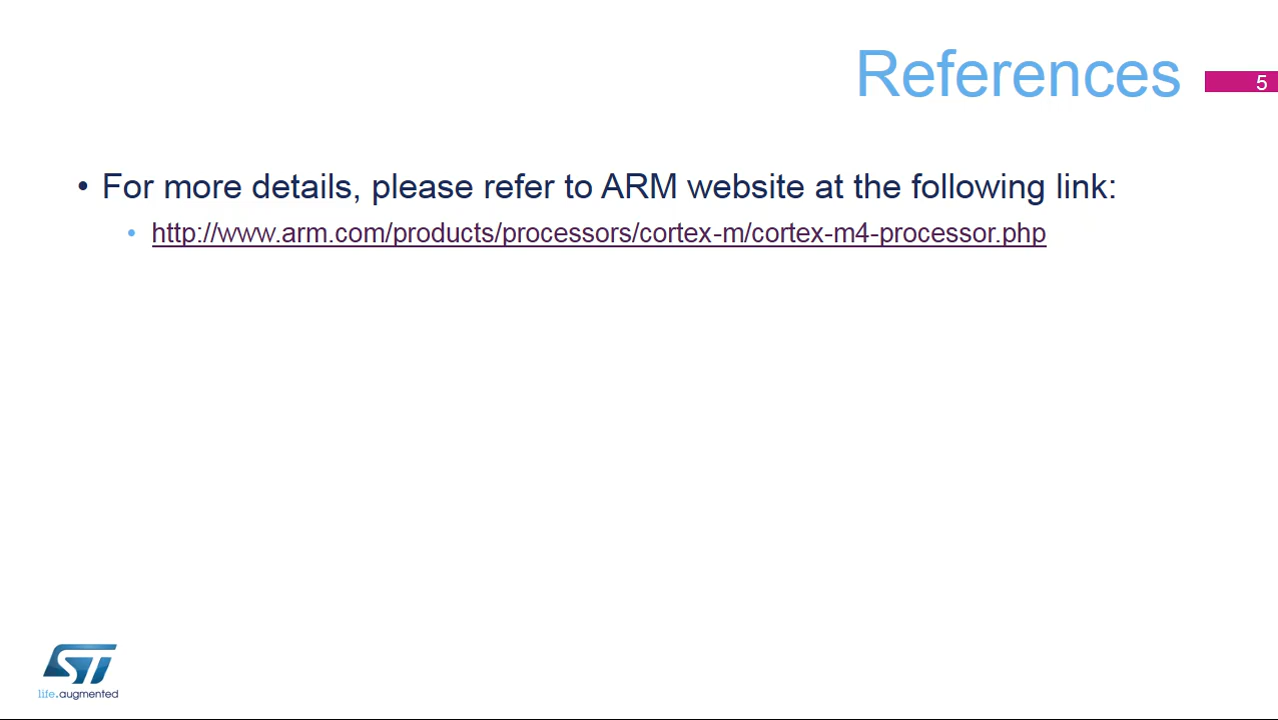 References
5
• For more details, please refer to ARM website at the following link:
• http://www.arm.com/products/processors/cortex-m/cortex-m4-processor.php
ST
life.augmented